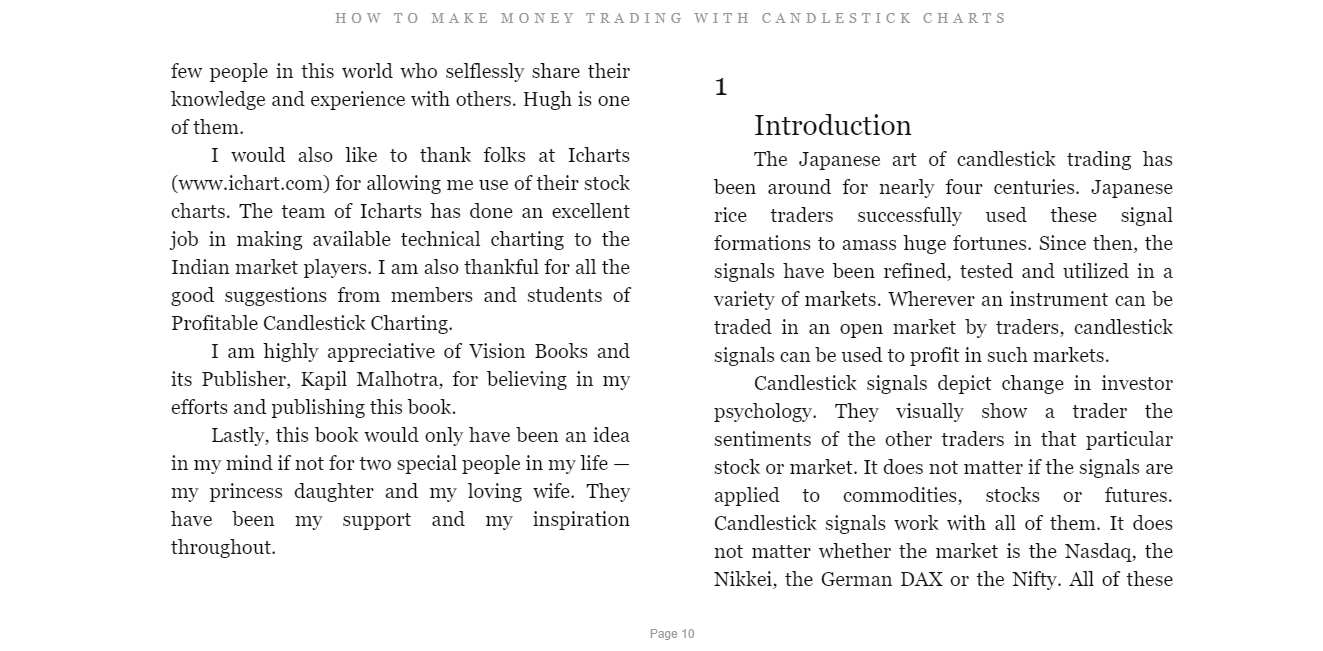 HOW TO MAKE MONEY TRADING WITH CANDLESTICK CHARTS
few people in this world who selflessly share their
knowledge and experience with others. Hugh is one
of them.
I would also like to thank folks at Icharts
(www.ichart.com) for allowing me use of their stock
charts. The team of Icharts has done an excellent
job in making available technical charting to the
Indian market players. I am also thankful for all the
good suggestions from members and students of
Profitable Candlestick Charting.
I am highly appreciative of Vision Books and
its Publisher, Kapil Malhotra, for believing in my
efforts and publishing this book.
Lastly, this book would only have been an idea
in my mind if not for two special people in my life —
my princess daughter and my loving wife. They
have been my support and my inspiration
throughout.
1
Introduction
The Japanese art of candlestick trading has
been around for nearly four centuries. Japanese
rice traders successfully used these signal
formations to amass huge fortunes. Since then, the
signals have been refined, tested and utilized in a
variety of markets. Wherever an instrument can be
traded in an open market by traders, candlestick
signals can be used to profit in such markets.
Candlestick signals depict change in investor
psychology. They visually show a trader the
sentiments of the other traders in that particular
stock or market. It does not matter if the signals are
applied to commodities, stocks or futures.
Candlestick signals work with all of them. It does
not matter whether the market is the Nasdaq, the
Nikkei, the German DAX or the Nifty. All of these
Page 10